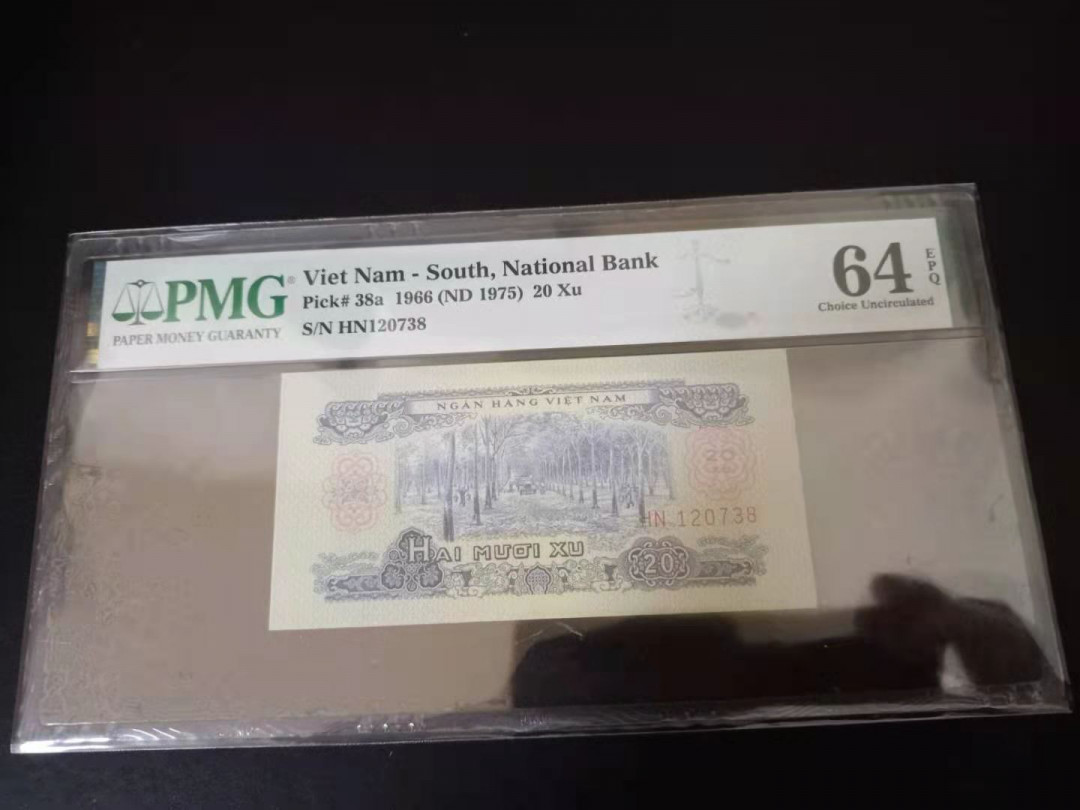 PMG®
PAPER MONEY GUARANTY
Viet Nam - South, National Bank
Pick# 38a 1966 (ND 1975) 20 Xu
S/N HN120738
64 EPQ
Choice Uncirculated
NGÂN HÀNG VIỆT NAM
20
HN 120738
HAI MƯƠI XU
20